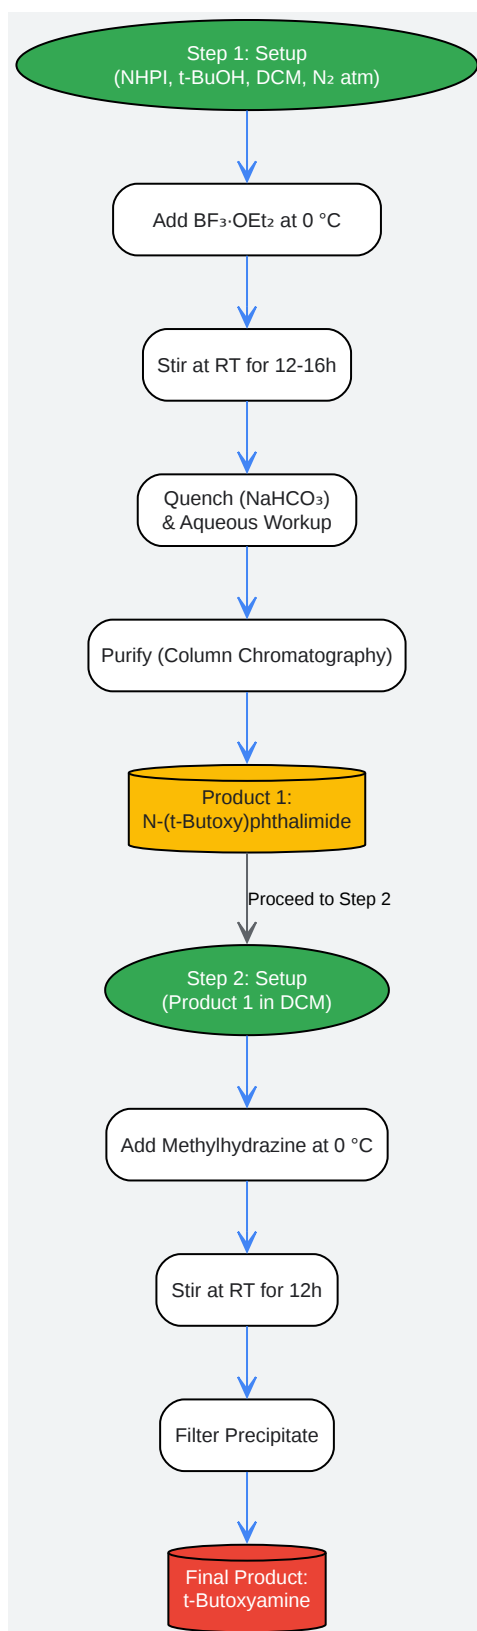 Step 1: Setup
(NHPI, t-BuOH, DCM, N₂ atm)
Add BF₃·OEt₂ at 0 °C
Stir at RT for 12-16h
Quench (NaHCO₃)
& Aqueous Workup
Purify (Column Chromatography)
Product 1:
N-(t-Butoxy)phthalimide
Proceed to Step 2
Step 2: Setup
(Product 1 in DCM)
Add Methylhydrazine at 0 °C
Stir at RT for 12h
Filter Precipitate
Final Product:
t-Butoxyamine